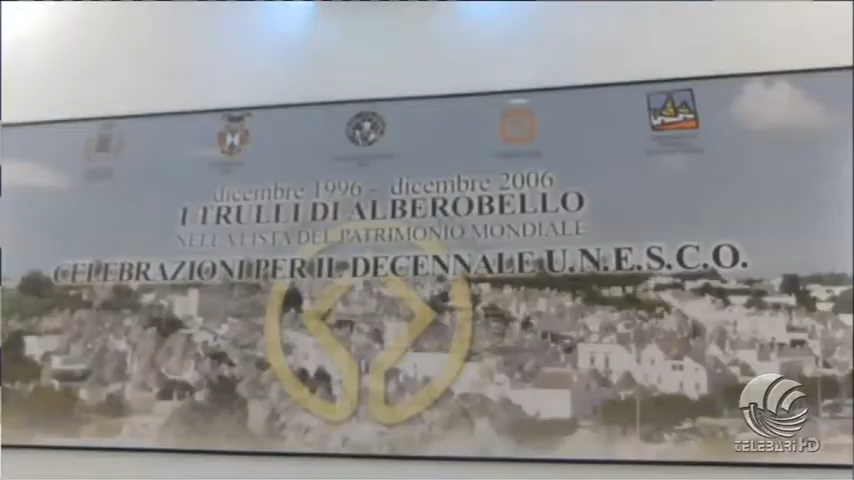 dicembre 1996 - dicembre 2006
I TRULLI DI ALBEROBELLO
NELLA LISTA DEL PATRIMONIO MONDIALE
CELEBRAZIONI PER IL DECENNALE U.N.E.S.C.O.
TELEBARI HD